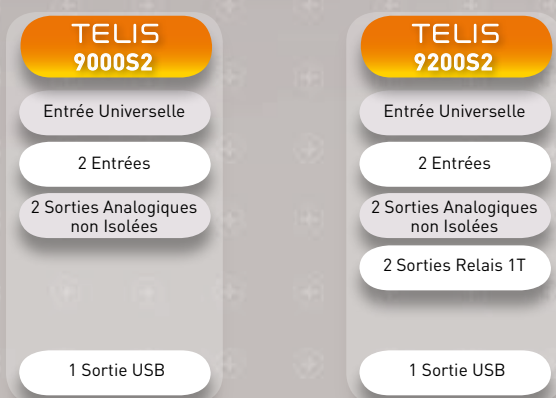 TELIS
9000S2
Entrée Universelle
2 Entrées
2 Sorties Analogiques
non Isolées
1 Sortie USB
TELIS
9200S2
Entrée Universelle
2 Entrées
2 Sorties Analogiques
non Isolées
2 Sorties Relais 1T
1 Sortie USB